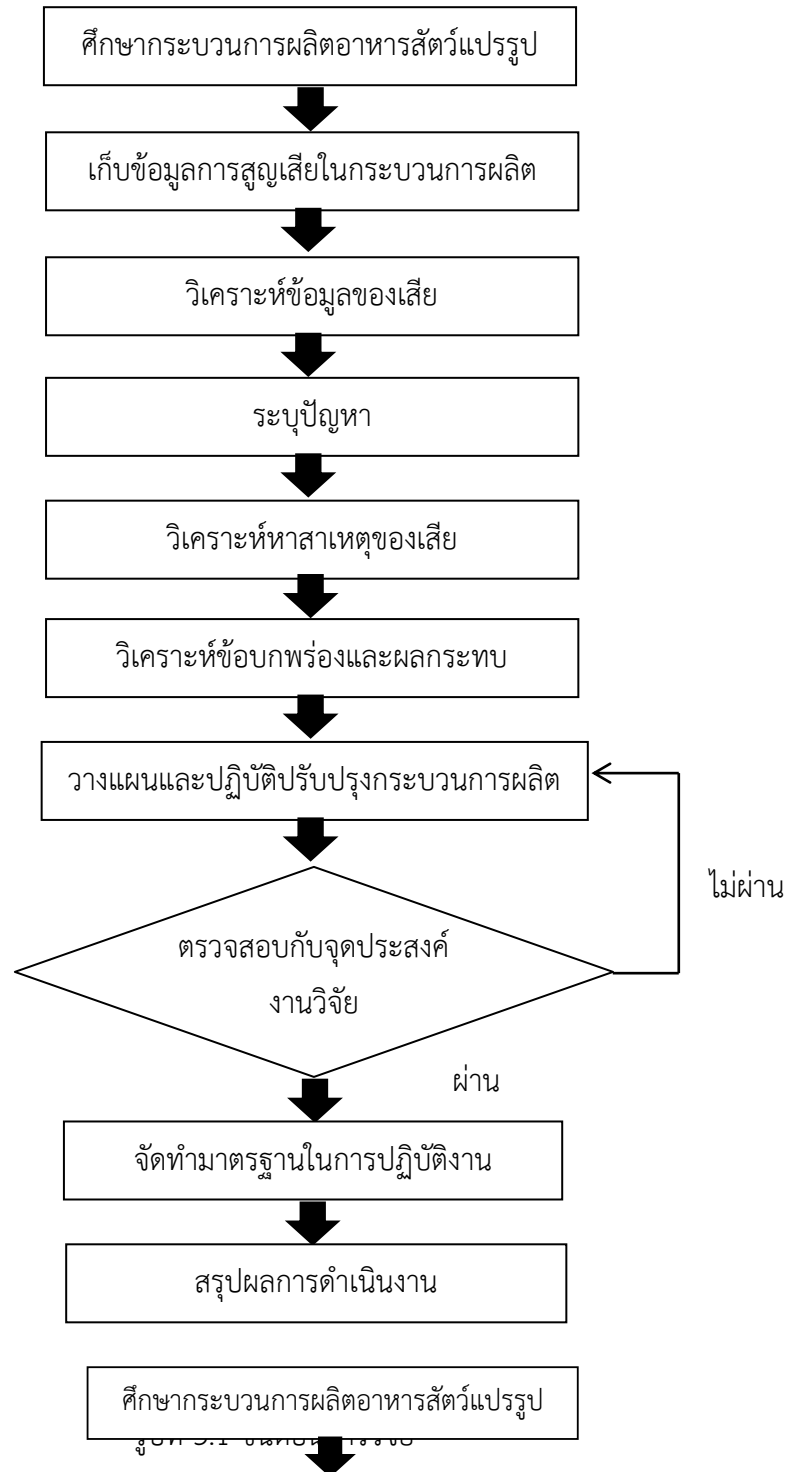 ศึกษากระบวนการผลิตอาหารสัตว์แปรรูป
เก็บข้อมูลการสูญเสียในกระบวนการผลิต
วิเคราะห์ข้อมูลของเสีย
ระบุปัญหา
วิเคราะห์หาสาเหตุของเสีย
วิเคราะห์ข้อบกพร่องและผลกระทบ
วางแผนและปฏิบัติปรับปรุงกระบวนการผลิต
ไม่ผ่าน
ตรวจสอบกับจุดประสงค์
งานวิจัย
ผ่าน
จัดทำมาตรฐานในการปฏิบัติงาน
สรุปผลการดำเนินงาน
ศึกษากระบวนการผลิตอาหารสัตว์แปรรูป